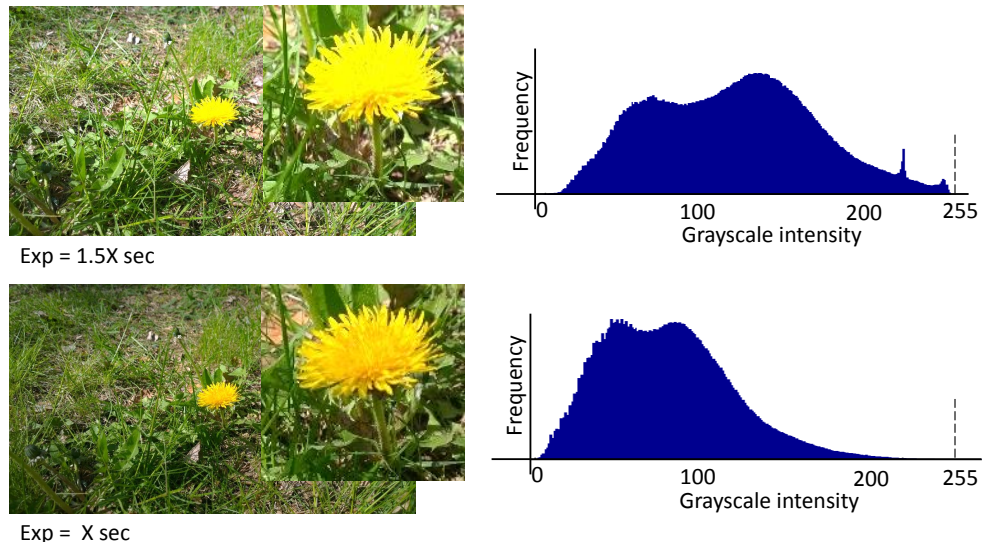 Frequency
0
100
200
255
Grayscale intensity
Exp = 1.5X sec
Frequency
0
100
200
255
Grayscale intensity
Exp =  X sec